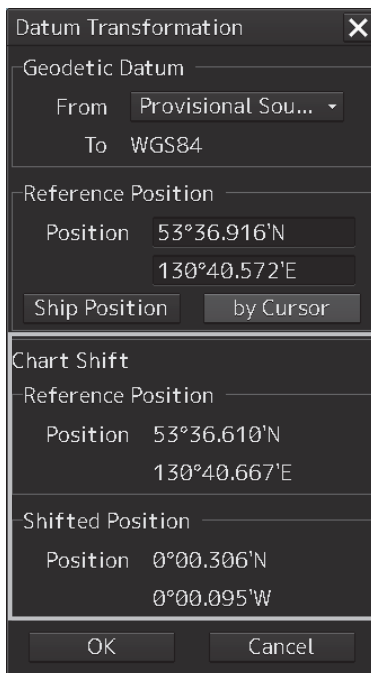 Datum Transformation
Geodetic Datum
From Provisional Sou...
To WGS84
Reference Position
Position 53°36.916'N
130°40.572'E
Ship Position by Cursor
Chart Shift
Reference Position
Position 53°36.610'N
130°40.667'E
Shifted Position
Position 0°00.306'N
0°00.095'W
OK Cancel